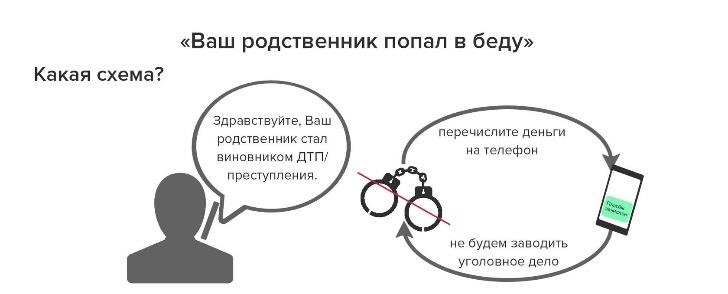 «Ваш родственник попал в беду»
Какая схема?
Здравствуйте, Ваш
родственник стал
виновником ДТП/
преступления.
перечислите деньги
на телефон
не будем заводить
уголовное дело